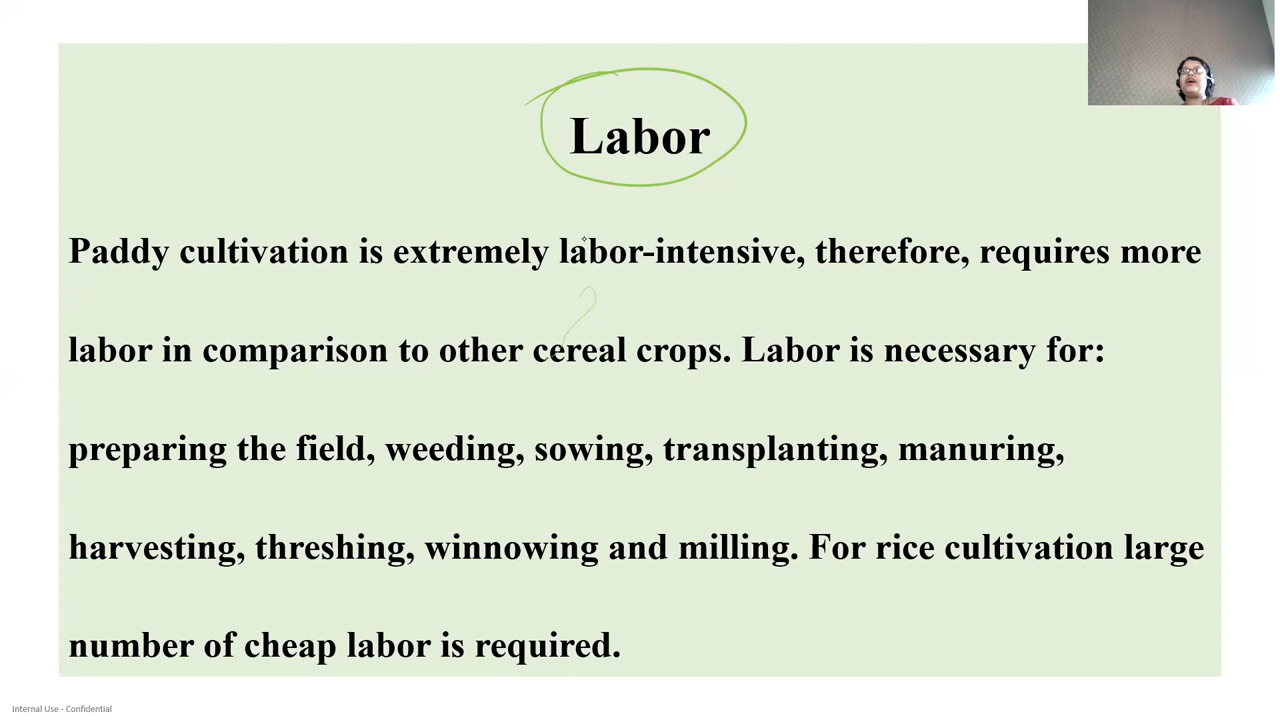 Labor
Paddy cultivation is extremely labor-intensive, therefore, requires more
labor in comparison to other cereal crops. Labor is necessary for:
preparing the field, weeding, sowing, transplanting, manuring,
harvesting, threshing, winnowing and milling. For rice cultivation large
number of cheap labor is required.
Internal Use - Confidential